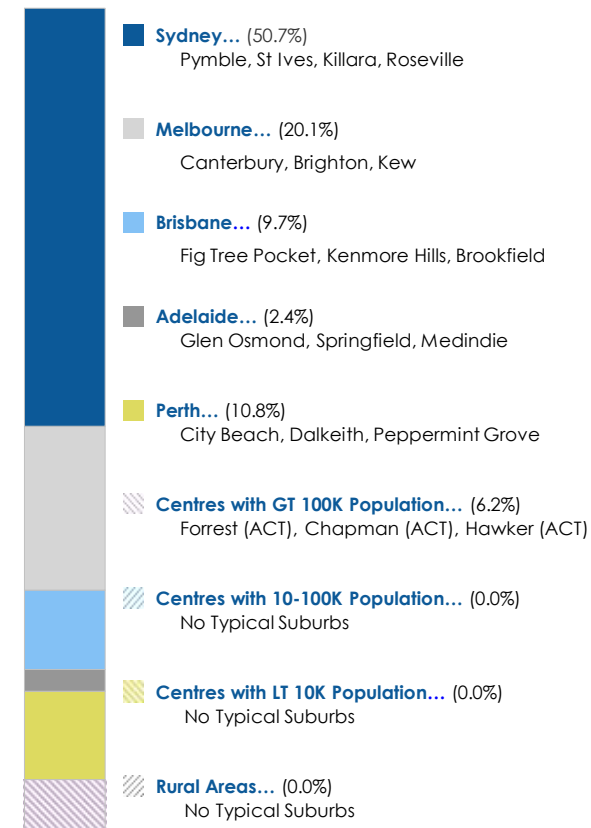 Sydney… (50.7%)
Pymble, St Ives, Killara, Roseville
Melbourne… (20.1%)
Canterbury, Brighton, Kew
Brisbane… (9.7%)
Fig Tree Pocket, Kenmore Hills, Brookfield
Adelaide… (2.4%)
Glen Osmond, Springfield, Medindie
Perth… (10.8%)
City Beach, Dalkeith, Peppermint Grove
Centres with GT 100K Population… (6.2%)
Forrest (ACT), Chapman (ACT), Hawker (ACT)
Centres with 10-100K Population… (0.0%)
No Typical Suburbs
Centres with LT 10K Population… (0.0%)
No Typical Suburbs
Rural Areas… (0.0%)
No Typical Suburbs